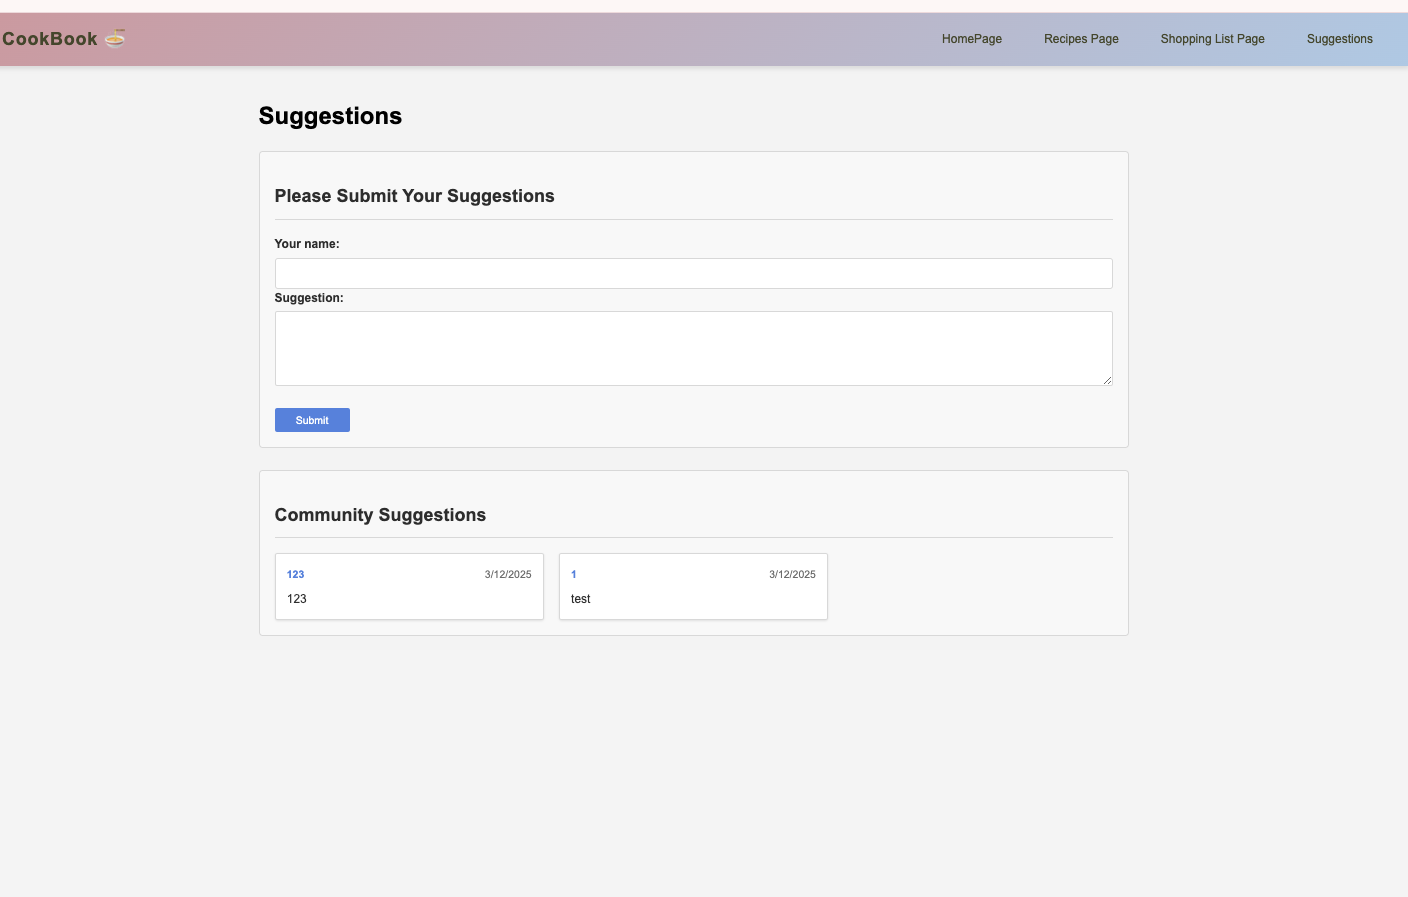 CookBook 🍜
HomePage Recipes Page Shopping List Page Suggestions
Suggestions
Please Submit Your Suggestions
Your name:
Suggestion:
Submit
Community Suggestions
123 3/12/2025
123
1 3/12/2025
test